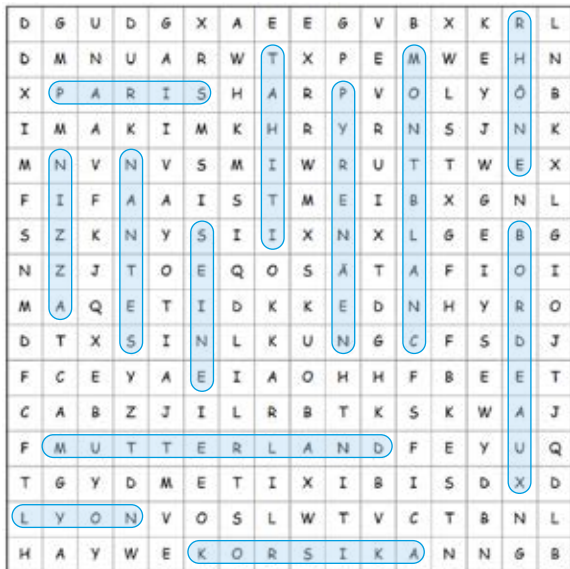 D G U D G X A E E G V B X K R L
D M N U A R W T X P E M W E H N
X P A R I S H A R P V O L Y Ô B
I M A K I M K H R Y R N S J N K
M N V N V S M I W R U T T W E X
F I F A A I S T M E I B X G N L
S Z K N Y S I I X N X L G E B G
N Z J T O E Q O S Ä T A F I O I
M A Q E T I D K K E D N H Y R O
D T X S I N L K U N G C F S D J
F C E Y A E I A O H H F B E E T
C A B Z J I L R B T K S K W A J
F M U T T E R L A N D F E Y U Q
T G Y D M E T I X I B I S D X D
L Y O N V O S L W T V C T B N L
H A Y W E K O R S I K A N N G B